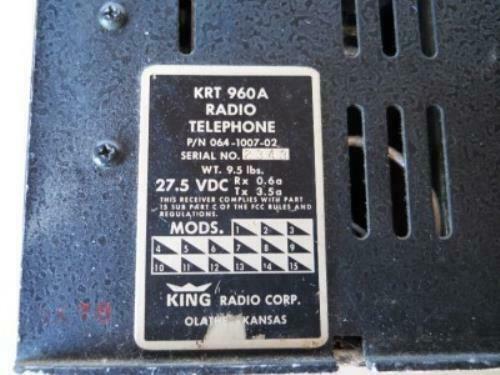 KRT 960A
RADIO
TELEPHONE
P/N 064-1007-02
SERIAL NO.
WT. 9.5 lbs.
27.5 VDC Rx 0.6a
Tx 3.5a
THIS RECEIVER COMPLIES WITH PART
15 SUB PART C OF THE FCC RULES AND
REGULATIONS.
MODS. 1 2 3
4 5 6 7 8 9
10 11 12 13 14 15
KING RADIO CORP.
OLATHE, KANSAS
79